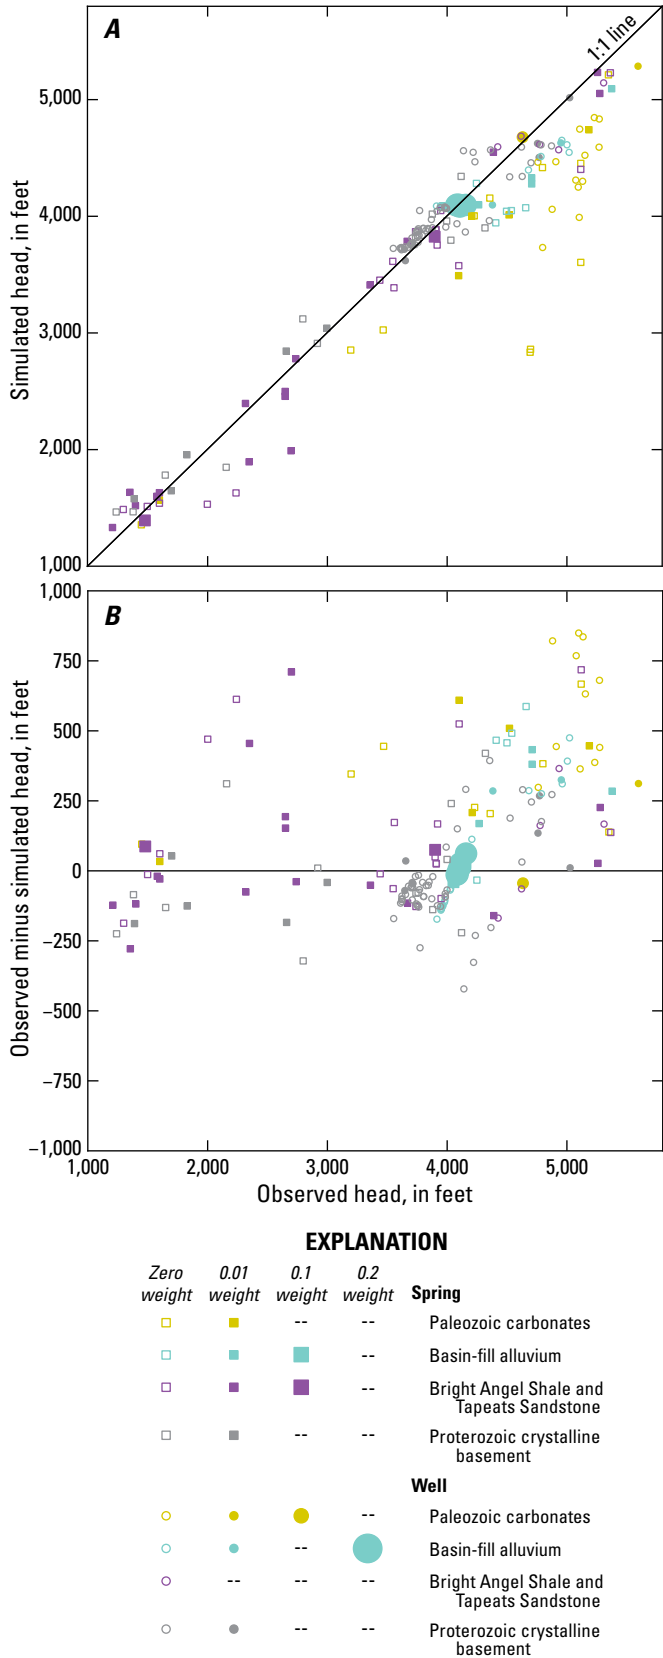 A
1:1 line
5,000
4,000
3,000
2,000
1,000
Simulated head, in feet
B
1,000
750
500
250
0
–250
–500
–750
–1,000
Observed minus simulated head, in feet
1,000 2,000 3,000 4,000 5,000
Observed head, in feet
EXPLANATION
Zero 0.01 0.1 0.2
weight weight weight weight Spring
-- -- Paleozoic carbonates
-- Basin-fill alluvium
-- Bright Angel Shale and
Tapeats Sandstone
-- -- Proterozoic crystalline
basement
Well
-- Paleozoic carbonates
-- Basin-fill alluvium
-- -- -- Bright Angel Shale and
Tapeats Sandstone
-- -- Proterozoic crystalline
basement